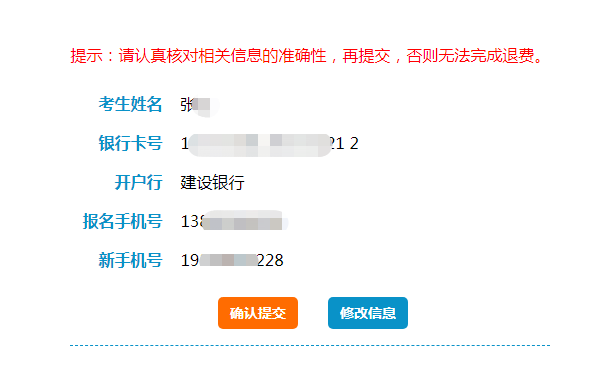 提示：请认真核对相关信息的准确性，再提交，否则无法完成退费。
考生姓名 张
银行卡号 1 21 2
开户行 建设银行
报名手机号 138
新手机号 19 228
确认提交 修改信息